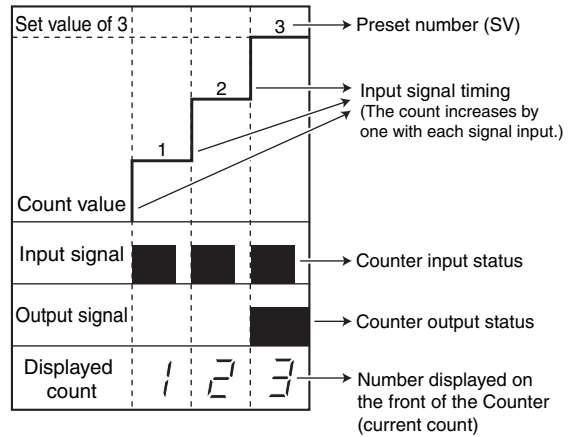 Set value of 3
3
Preset number (SV)
2
Input signal timing
(The count increases by
one with each signal input.)
1
Count value
Input signal
Counter input status
Output signal
Counter output status
Displayed
count
1 2 3
Number displayed on
the front of the Counter
(current count)